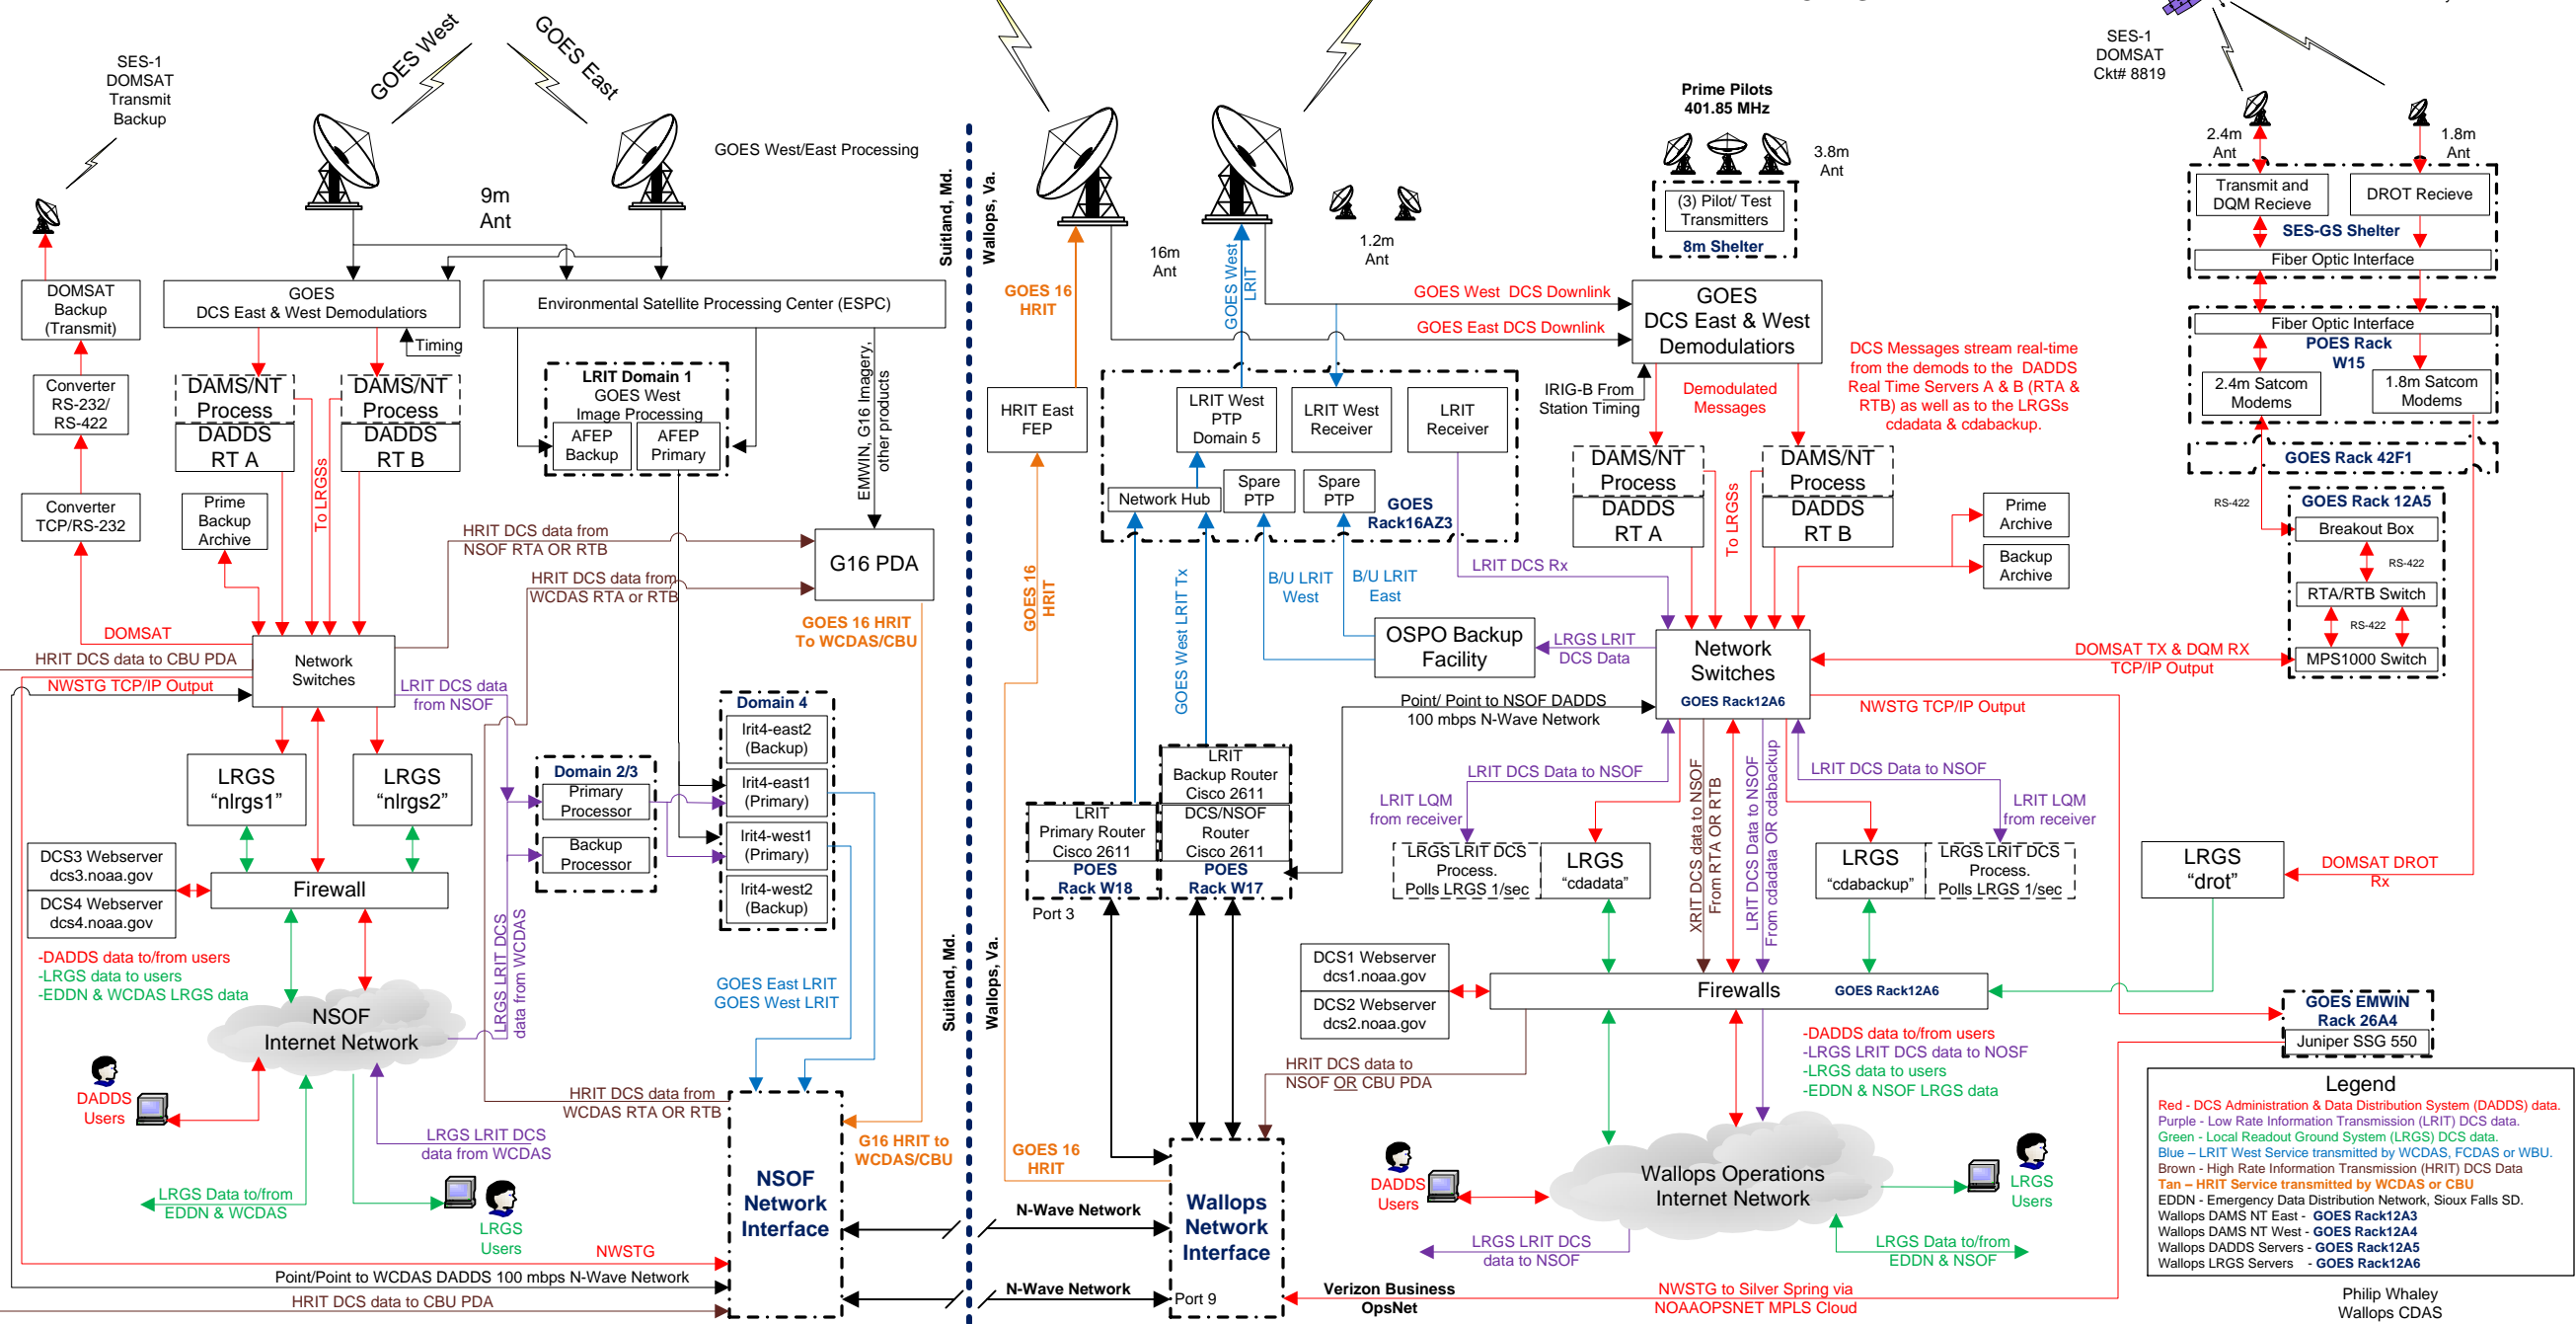 SES-1
DOMSAT
Transmit
Backup
GOES West
GOES East
GOES West/East Processing
9m
Ant
DOMSAT
Backup
(Transmit)
Converter
RS-232/
RS-422
Converter
TCP/RS-232
GOES
DCS East & West Demodulatiors
Timing
Environmental Satellite Processing Center (ESPC)
DAMS/NT
Process
DADDS
RT A
DAMS/NT
Process
DADDS
RT B
To LRGSs
Prime
Backup
Archive
LRIT Domain 1
GOES West
Image Processing
AFEP
Backup
AFEP
Primary
EMWIN, G16 Imagery,
other products
HRIT DCS data from
NSOF RTA OR RTB
HRIT DCS data from
WCDAS RTA or RTB
G16 PDA
GOES 16 HRIT
To WCDAS/CBU
DOMSAT
HRIT DCS data to CBU PDA
NWSTG TCP/IP Output
Network
Switches
LRIT DCS data
from NSOF
LRGS
“nlrgs1”
LRGS
“nlrgs2”
Domain 2/3
Primary
Processor
Backup
Processor
Domain 4
lrit4-east2
(Backup)
lrit4-east1
(Primary)
lrit4-west1
(Primary)
lrit4-west2
(Backup)
DCS3 Webserver
dcs3.noaa.gov
DCS4 Webserver
dcs4.noaa.gov
Firewall
-DADDS data to/from users
-LRGS data to users
-EDDN & WCDAS LRGS data
LRGS LRIT DCS
data from WCDAS
NSOF
Internet Network
GOES East LRIT
GOES West LRIT
DADDS
Users
HRIT DCS data from
WCDAS RTA OR RTB
LRGS LRIT DCS
data from WCDAS
G16 HRIT to
WCDAS/CBU
LRGS Data to/from
EDDN & WCDAS
LRGS
Users
NSOF
Network
Interface
NWSTG
Point/Point to WCDAS DADDS 100 mbps N-Wave Network
HRIT DCS data to CBU PDA
Suitland, Md.
Wallops, Va.
Suitland, Md.
Wallops, Va.
16m
Ant
1.2m
Ant
Prime Pilots
401.85 MHz
3.8m
Ant
(3) Pilot/ Test
Transmitters
8m Shelter
GOES 16
HRIT
GOES West
LRIT
GOES West  DCS Downlink
GOES East DCS Downlink
GOES
DCS East & West
Demodulatiors
IRIG-B From
Station Timing
Demodulated
Messages
DCS Messages stream real-time
from the demods to the  DADDS
Real Time Servers A & B (RTA &
RTB) as well as to the LRGSs
cdadata & cdabackup.
HRIT East
FEP
LRIT West
PTP
Domain 5
LRIT West
Receiver
LRIT
Receiver
Network Hub
Spare
PTP
Spare
PTP
GOES
Rack16AZ3
DAMS/NT
Process
DADDS
RT A
DAMS/NT
Process
DADDS
RT B
To LRGSs
Prime
Archive
Backup
Archive
GOES 16
HRIT
GOES West LRIT Tx
B/U LRIT
West
B/U LRIT
East
LRIT DCS Rx
OSPO Backup
Facility
LRGS LRIT
DCS Data
Network
Switches
GOES Rack12A6
DOMSAT TX & DQM RX
TCP/IP Output
Point/ Point to NSOF DADDS
100 mbps N-Wave Network
NWSTG TCP/IP Output
LRIT
Primary Router
Cisco 2611
POES
Rack W18
Port 3
LRIT
Backup Router
Cisco 2611
DCS/NSOF
Router
Cisco 2611
POES
Rack W17
LRIT DCS Data to NSOF
LRIT LQM
from receiver
XRIT DCS data to NSOF
From RTA OR RTB
LRIT DCS Data to NSOF
From cdadata OR cdabackup
LRIT DCS Data to NSOF
LRIT LQM
from receiver
LRGS LRIT DCS
Process.
Polls LRGS 1/sec
LRGS
“cdadata”
LRGS
“cdabackup”
LRGS LRIT DCS
Process.
Polls LRGS 1/sec
LRGS
“drot”
DOMSAT DROT
Rx
DCS1 Webserver
dcs1.noaa.gov
DCS2 Webserver
dcs2.noaa.gov
Firewalls
GOES Rack12A6
HRIT DCS data to
NSOF OR CBU PDA
-DADDS data to/from users
-LRGS LRIT DCS data to NOSF
-LRGS data to users
-EDDN & NSOF LRGS data
GOES 16
HRIT
Wallops
Network
Interface
Port 9
N-Wave Network
N-Wave Network
DADDS
Users
Wallops Operations
Internet Network
LRGS
Users
LRGS LRIT DCS
data to NSOF
LRGS Data to/from
EDDN & NSOF
Verizon Business
OpsNet
NWSTG to Silver Spring via
NOAAOPSNET MPLS Cloud
SES-1
DOMSAT
Ckt# 8819
2.4m
Ant
1.8m
Ant
Transmit and
DQM Recieve
DROT Recieve
SES-GS Shelter
Fiber Optic Interface
Fiber Optic Interface
POES Rack
W15
2.4m Satcom
Modems
1.8m Satcom
Modems
GOES Rack 42F1
RS-422
GOES Rack 12A5
Breakout Box
RS-422
RTA/RTB Switch
RS-422
MPS1000 Switch
GOES EMWIN
Rack 26A4
Juniper SSG 550
Legend
Red - DCS Administration & Data Distribution System (DADDS) data.
Purple - Low Rate Information Transmission (LRIT) DCS data.
Green - Local Readout Ground System (LRGS) DCS data.
Blue – LRIT West Service transmitted by WCDAS, FCDAS or WBU.
Brown - High Rate Information Transmission (HRIT) DCS Data
Tan – HRIT Service transmitted by WCDAS or CBU
EDDN - Emergency Data Distribution Network, Sioux Falls SD.
Wallops DAMS NT East - GOES Rack12A3
Wallops DAMS NT West - GOES Rack12A4
Wallops DADDS Servers - GOES Rack12A5
Wallops LRGS Servers - GOES Rack12A6
Philip Whaley
Wallops CDAS